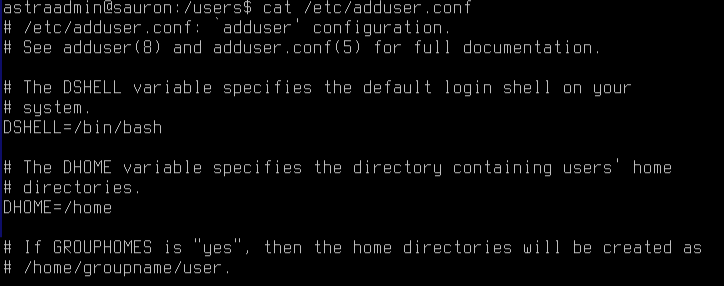 astraadmin@sauron:/users$ cat /etc/adduser.conf
# /etc/adduser.conf: `adduser' configuration.
# See adduser(8) and adduser.conf(5) for full documentation.
# The DSHELL variable specifies the default login shell on your
# system.
DSHELL=/bin/bash
# The DHOME variable specifies the directory containing users' home
# directories.
DHOME=/home
# If GROUPHOMES is "yes", then the home directories will be created as
# /home/groupname/user.